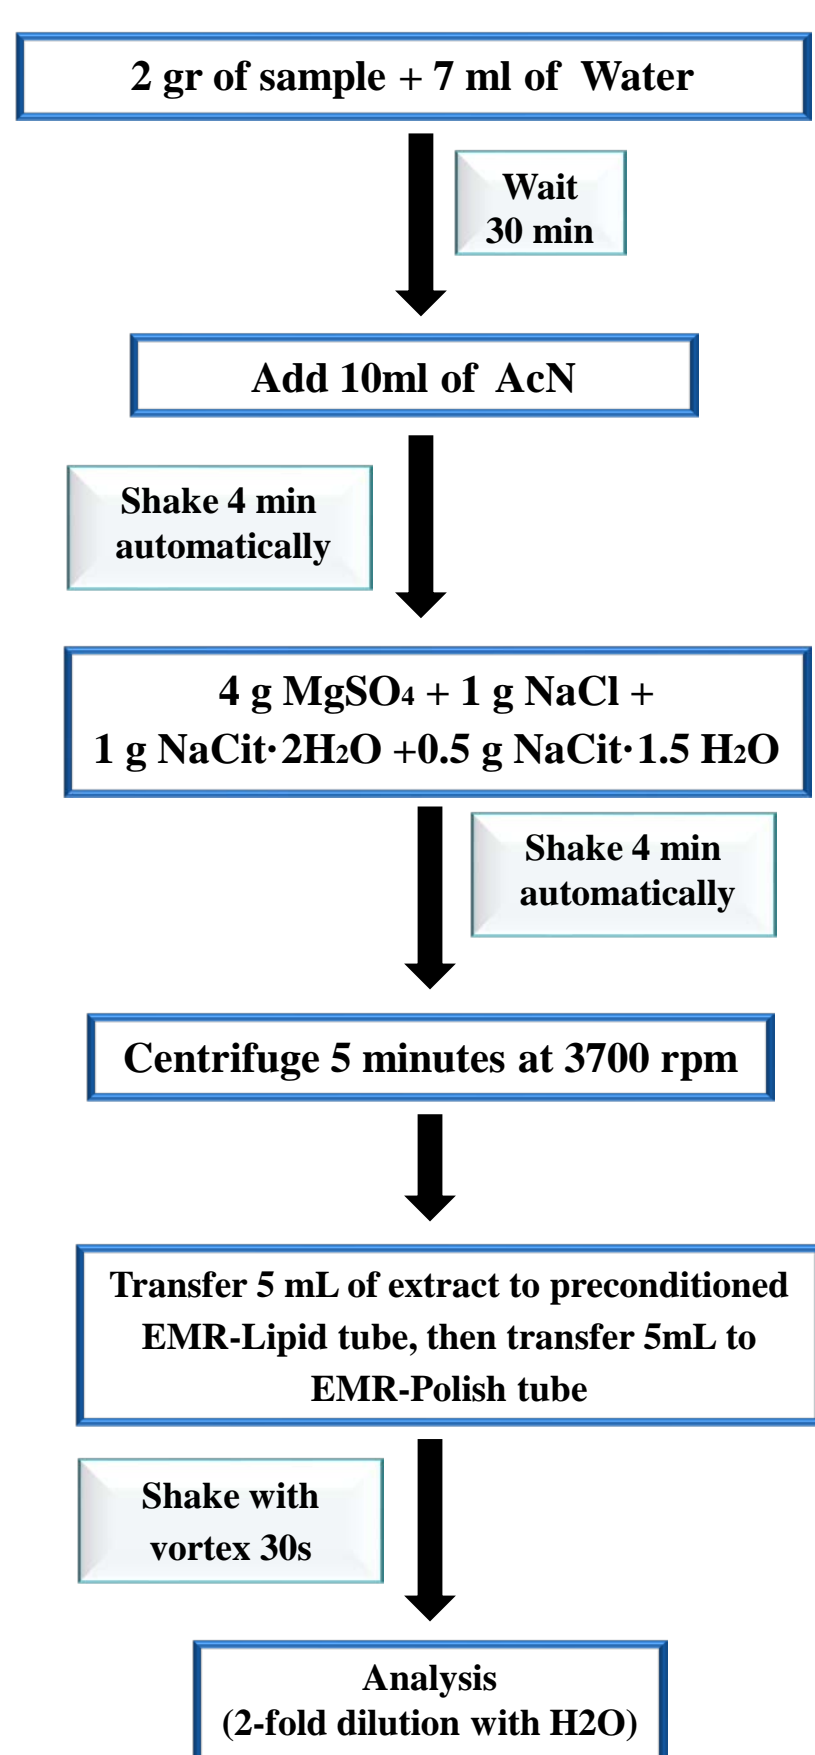 2 gr of sample + 7 ml of Water
Wait
30 min
Add 10ml of AcN
Shake 4 min
automatically
4 g MgSO₄ + 1 g NaCl +
1 g NaCit·2H₂O +0.5 g NaCit·1.5 H₂O
Shake 4 min
automatically
Centrifuge 5 minutes at 3700 rpm
Transfer 5 mL of extract to preconditioned
EMR-Lipid tube, then transfer 5mL to
EMR-Polish tube
Shake with
vortex 30s
Analysis
(2-fold dilution with H2O)